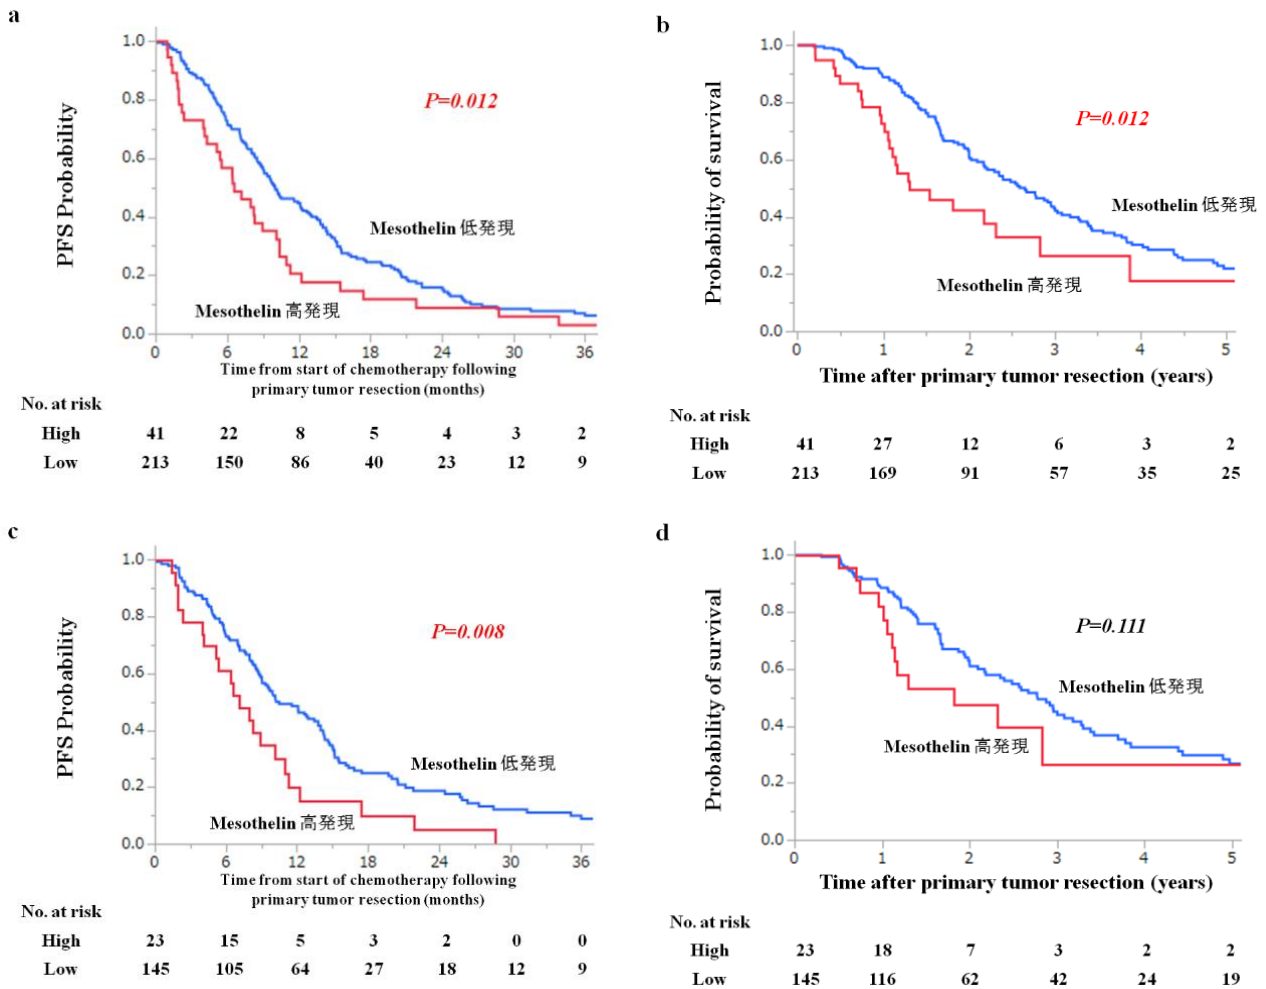 a
PFS Probability
1.0
0.8
0.6
0.4
0.2
0.0
P=0.012
Mesothelin 低発現
Mesothelin 高発現
0 6 12 18 24 30 36
Time from start of chemotherapy following
primary tumor resection (months)
No. at risk
High 41 22 8 5 4 3 2
Low 213 150 86 40 23 12 9
b
Probability of survival
1.0
0.8
0.6
0.4
0.2
0.0
P=0.012
Mesothelin 低発現
Mesothelin 高発現
0 1 2 3 4 5
Time after primary tumor resection (years)
No. at risk
High 41 27 12 6 3 2
Low 213 169 91 57 35 25
c
PFS Probability
1.0
0.8
0.6
0.4
0.2
0.0
P=0.008
Mesothelin 低発現
Mesothelin 高発現
0 6 12 18 24 30 36
Time from start of chemotherapy following
primary tumor resection (months)
No. at risk
High 23 15 5 3 2 0 0
Low 145 105 64 27 18 12 9
d
Probability of survival
1.0
0.8
0.6
0.4
0.2
0.0
P=0.111
Mesothelin 低発現
Mesothelin 高発現
0 1 2 3 4 5
Time after primary tumor resection (years)
No. at risk
High 23 18 7 3 2 2
Low 145 116 62 42 24 19